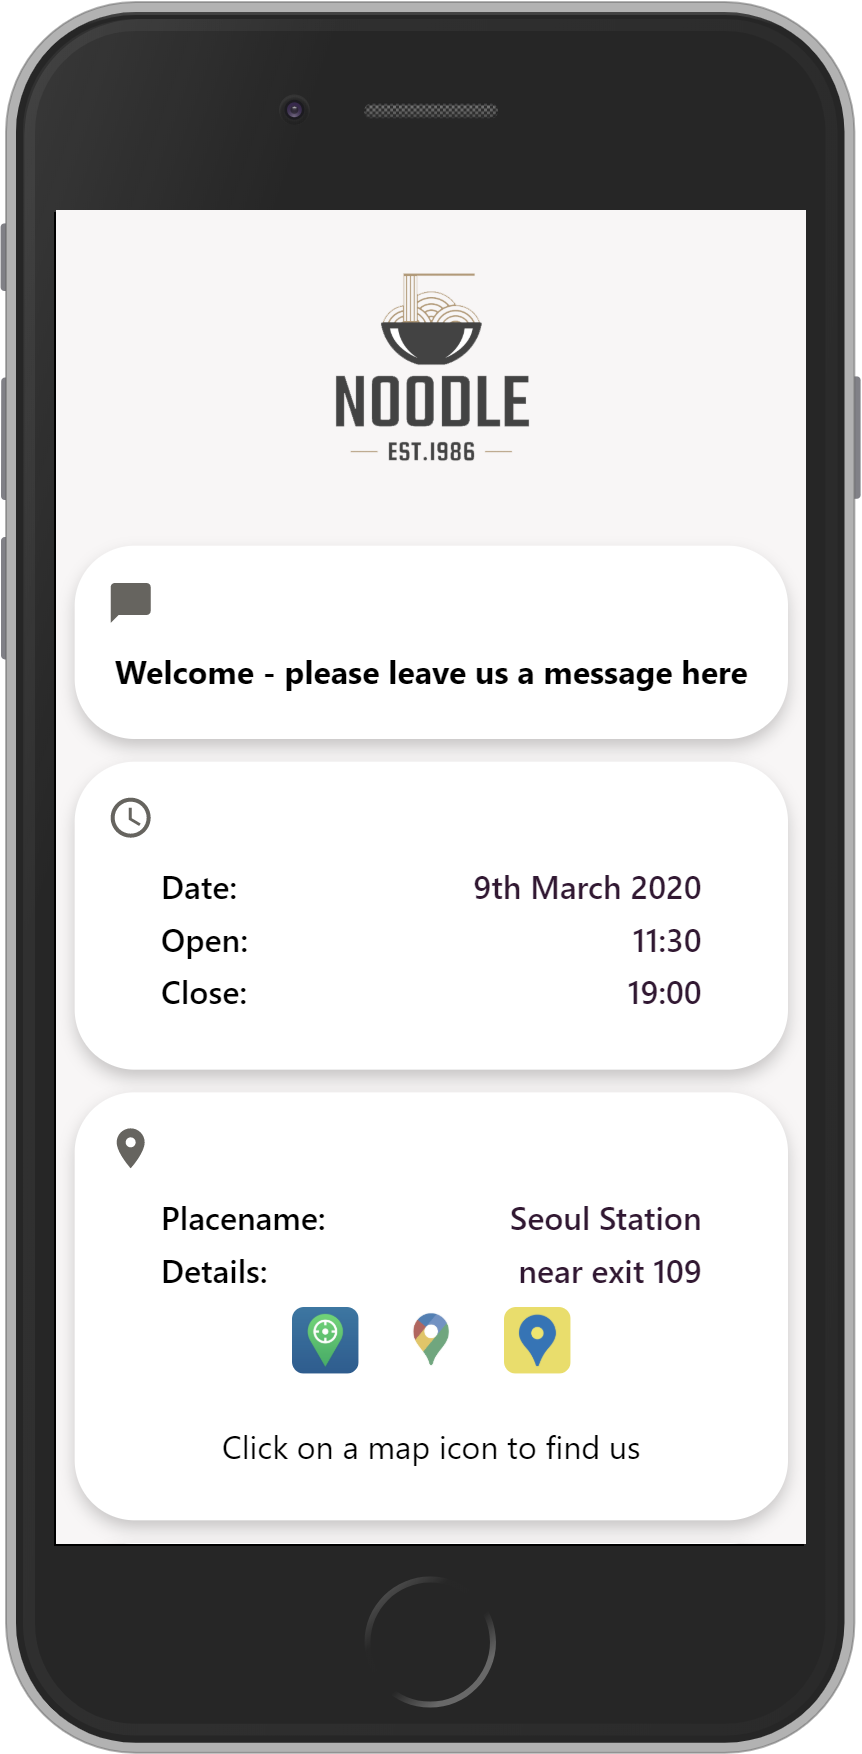 NOODLE
EST.1986
Welcome - please leave us a message here
Date: 9th March 2020
Open: 11:30
Close: 19:00
Placename: Seoul Station
Details: near exit 109
Click on a map icon to find us